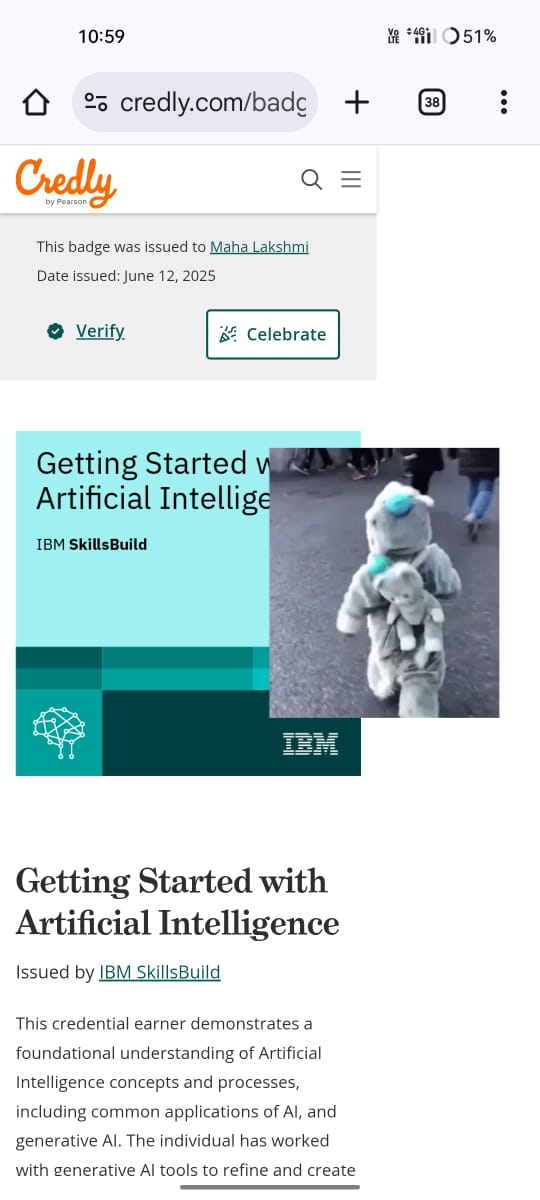 10:59
Vo LTE 4G 51%
credly.com/badg
38
Credly
by Pearson
This badge was issued to Maha Lakshmi
Date issued: June 12, 2025
Verify
Celebrate
Getting Started w
Artificial Intellige
IBM SkillsBuild
IBM
Getting Started with
Artificial Intelligence
Issued by IBM SkillsBuild
This credential earner demonstrates a
foundational understanding of Artificial
Intelligence concepts and processes,
including common applications of AI, and
generative AI. The individual has worked
with generative AI tools to refine and create